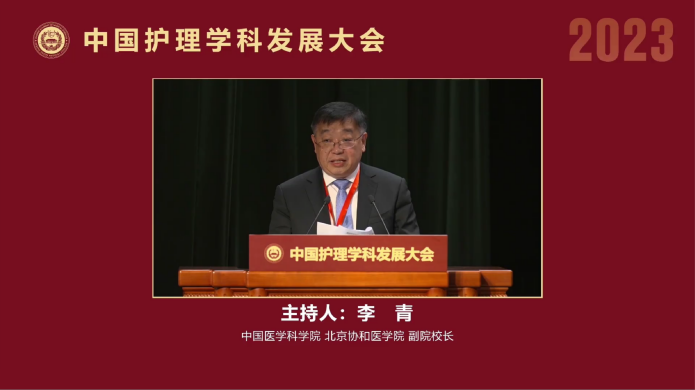 中国护理学科发展大会
2023
中国护理学科发展大会
主持人：李 青
中国医学科学院 北京协和医学院 副院校长